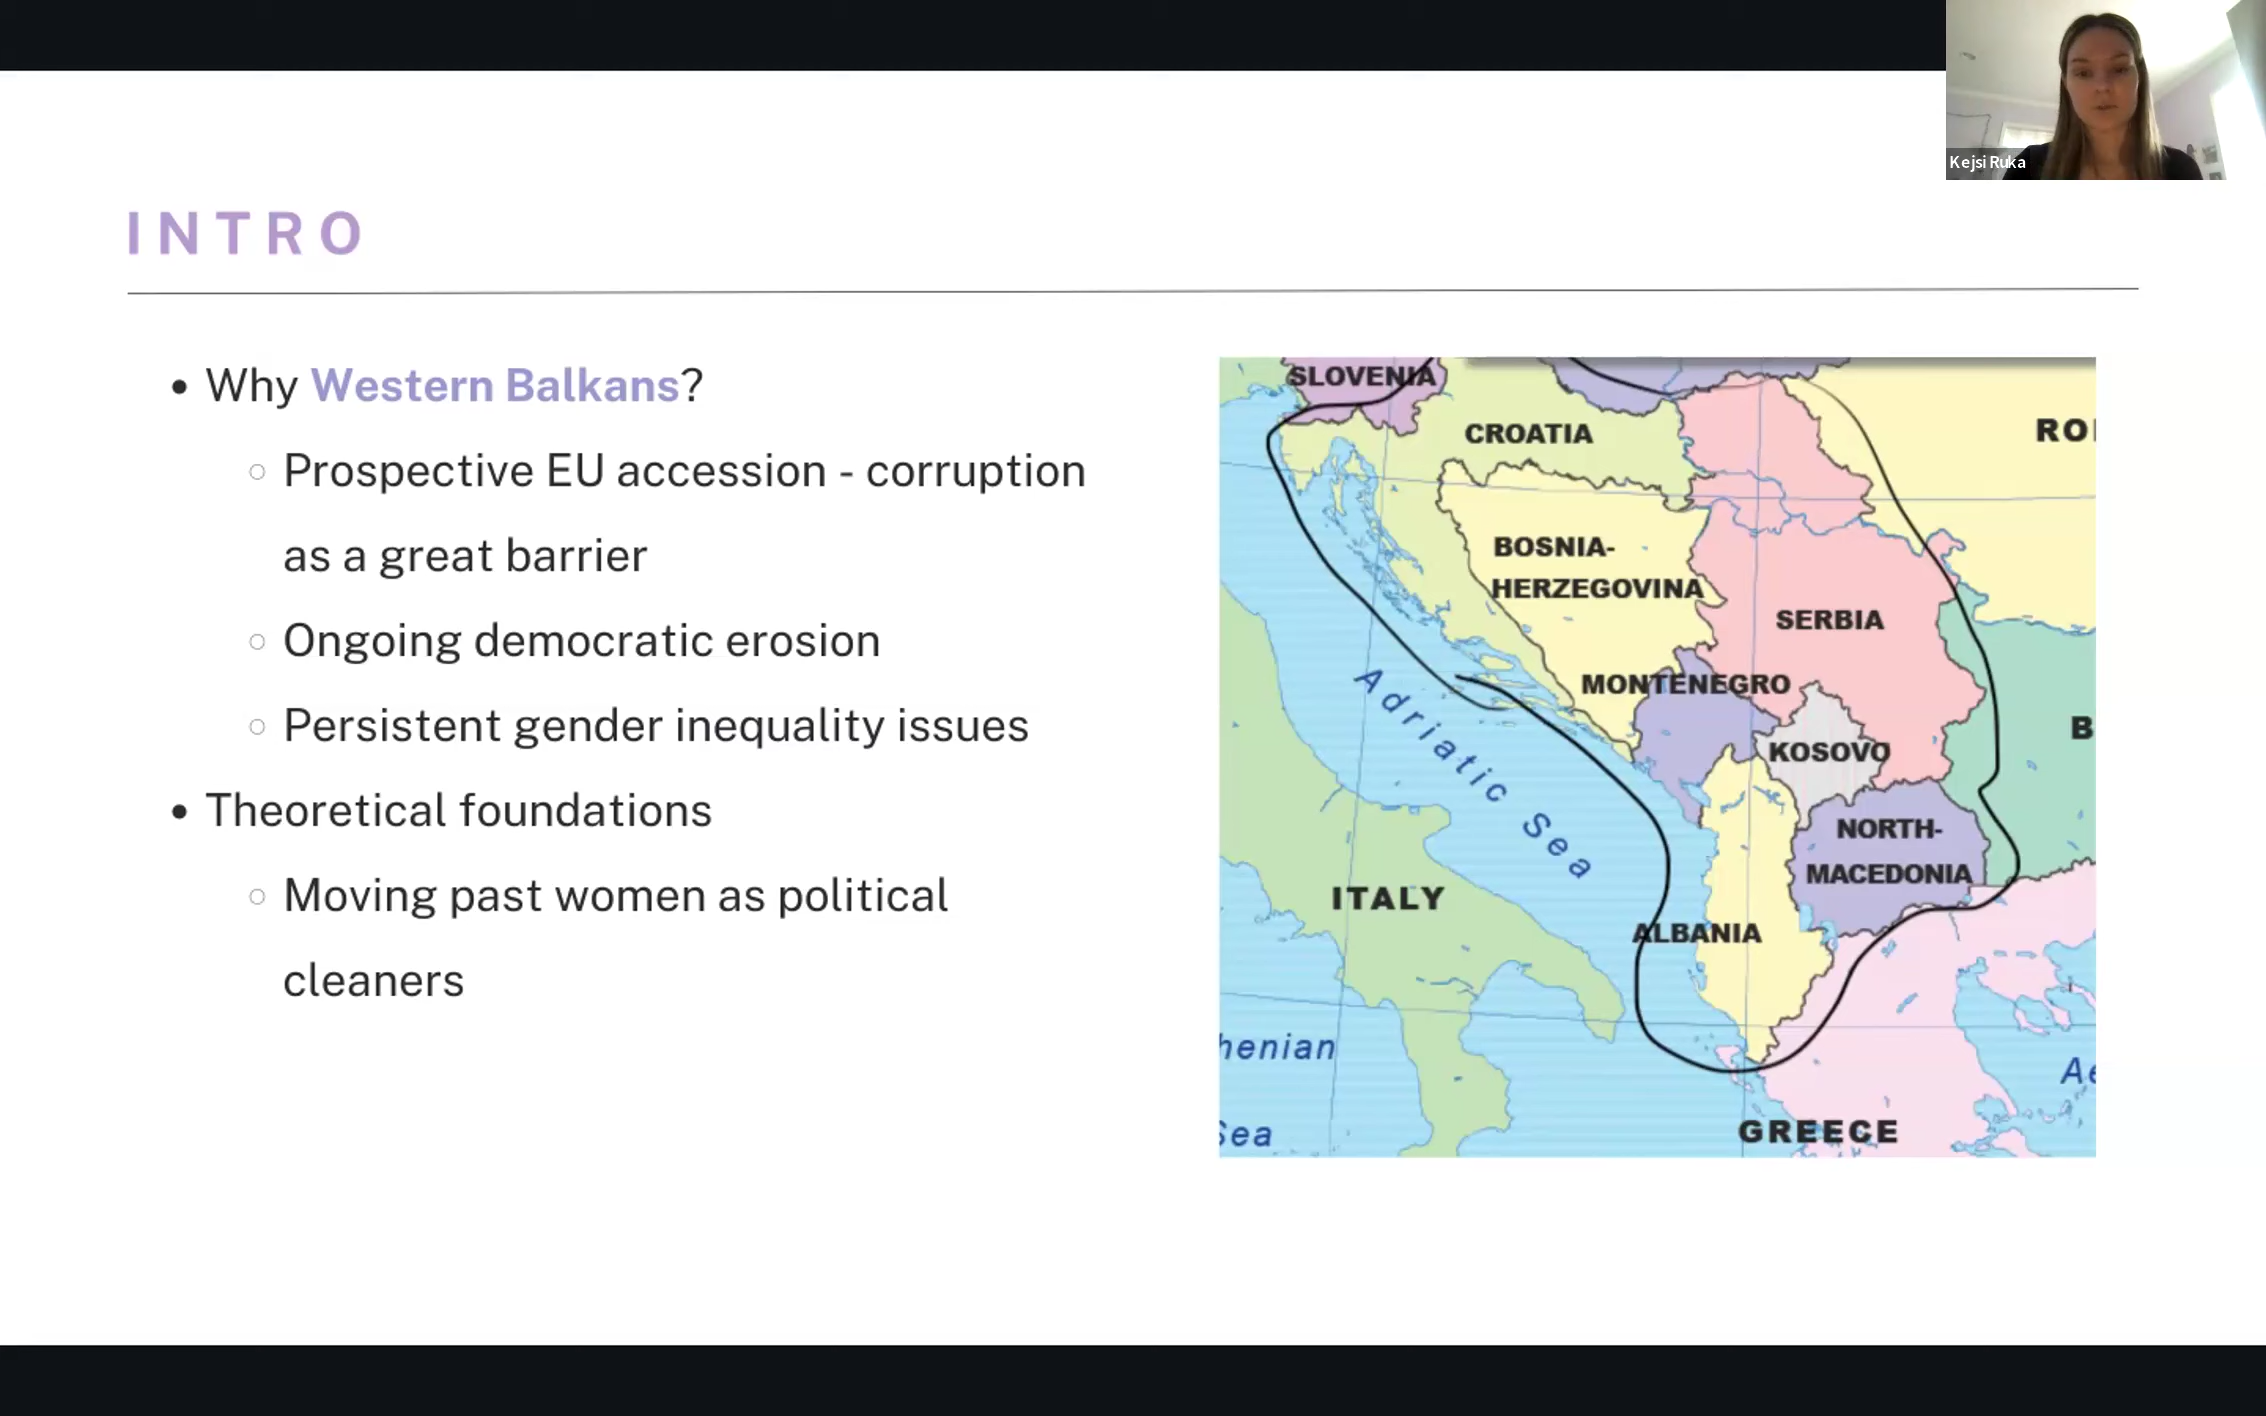 Kejsi Ruka
INTRO
• Why Western Balkans?
○ Prospective EU accession - corruption
as a great barrier
○ Ongoing democratic erosion
○ Persistent gender inequality issues
• Theoretical foundations
○ Moving past women as political
cleaners
SLOVENIA
CROATIA
RO
BOSNIA-
HERZEGOVINA
SERBIA
MONTENEGRO
Adriatic Sea
KOSOVO
B
NORTH-
MACEDONIA
ITALY
ALBANIA
henian
Ae
Sea
GREECE